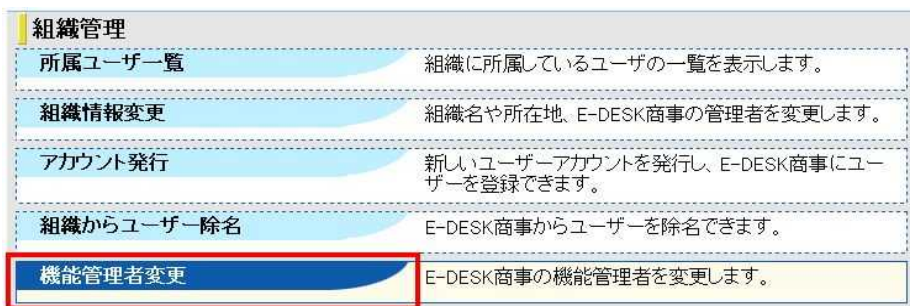 組織管理
所属ユーザ一覧
組織に所属しているユーザの一覧を表示します。
組織情報変更
組織名や所在地、E-DESK商事の管理者を変更します。
アカウント発行
新しいユーザーアカウントを発行し、E-DESK商事にユー
ザーを登録できます。
組織からユーザー除名
E-DESK商事からユーザーを除名できます。
機能管理者変更
E-DESK商事の機能管理者を変更します。